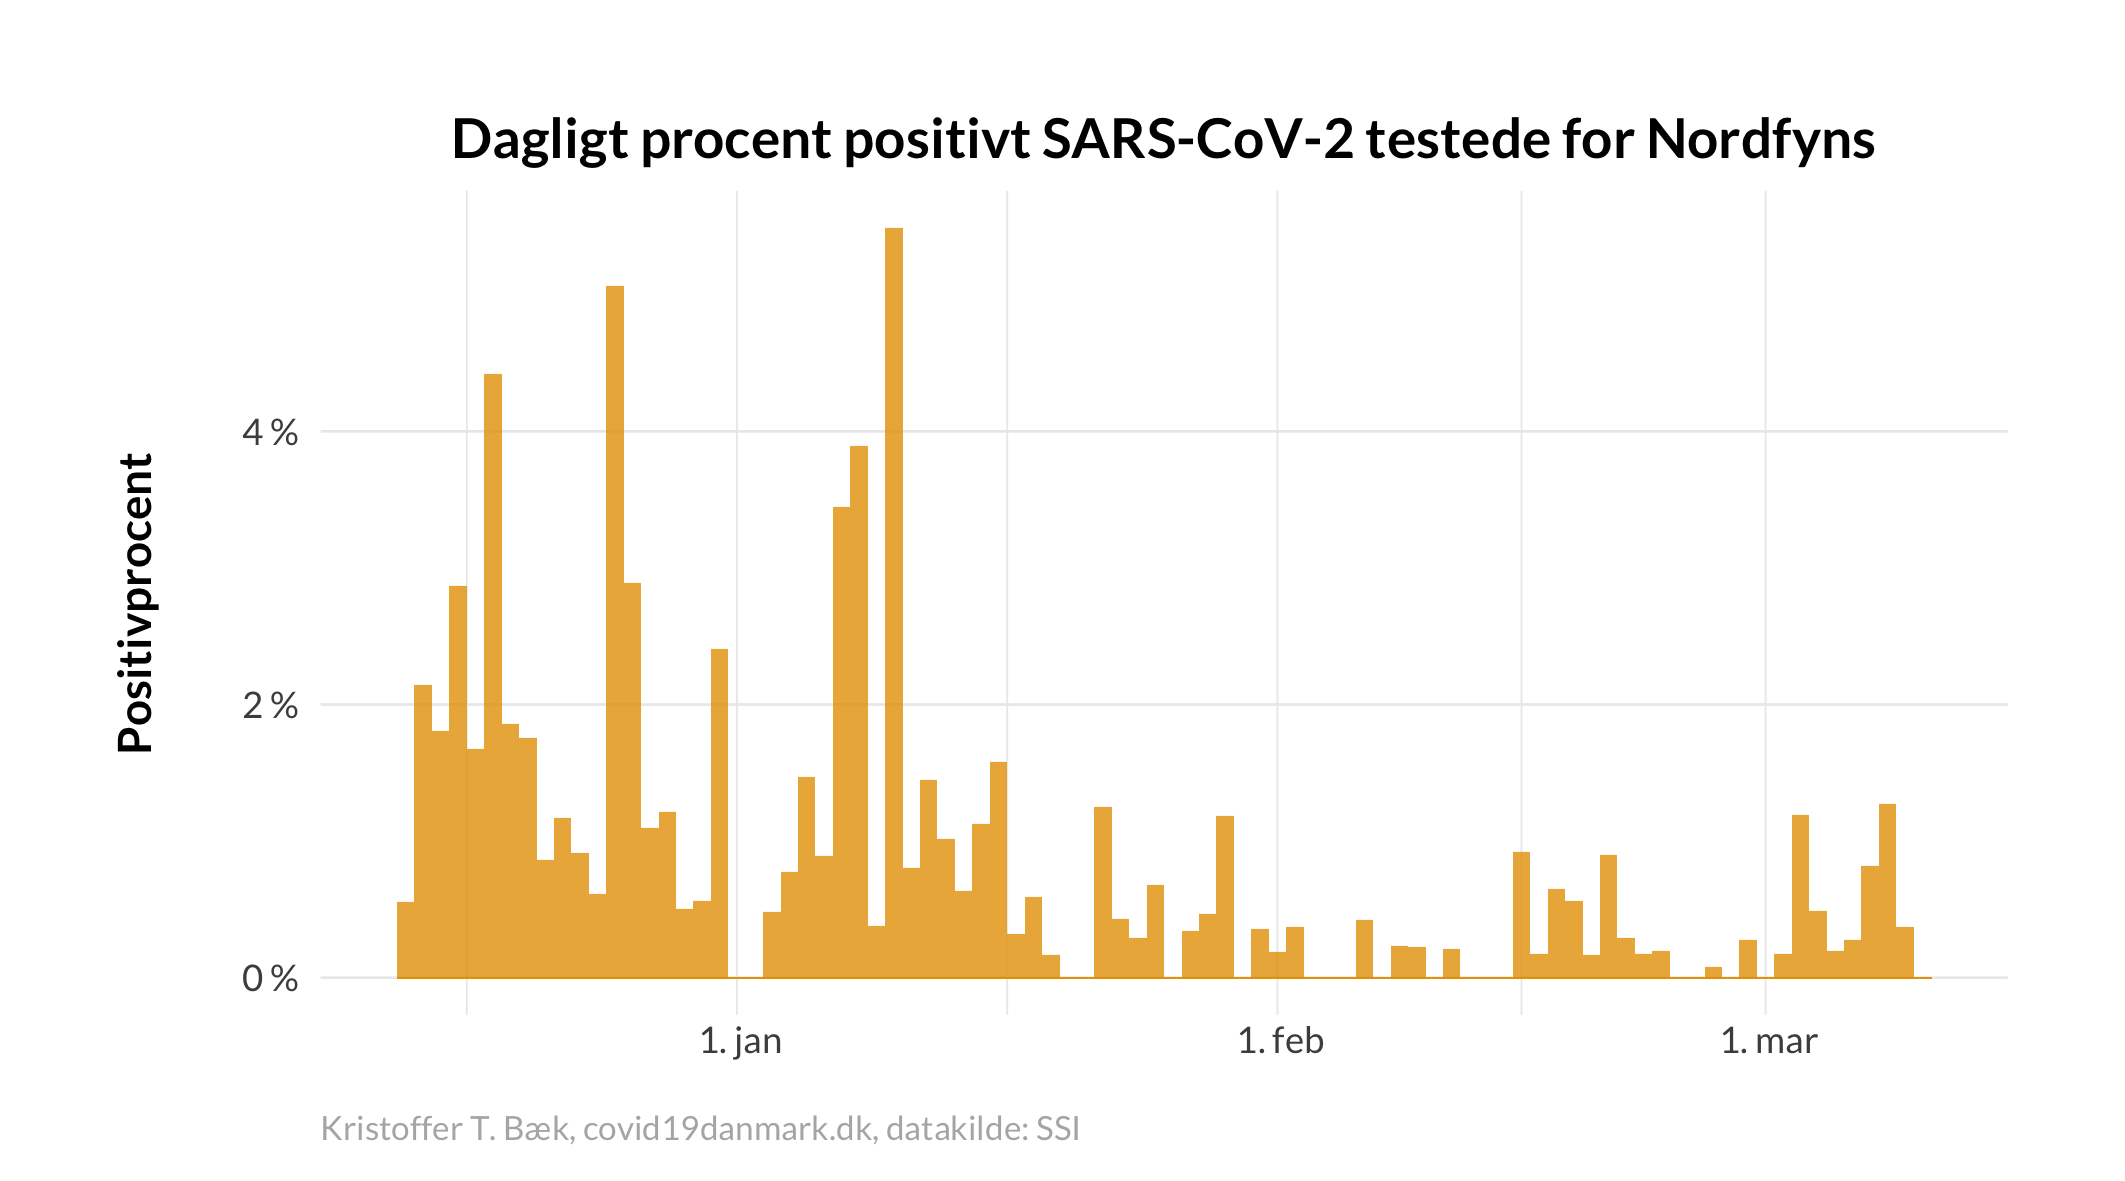 Dagligt procent positivt SARS-CoV-2 testede for Nordfyns
Positivprocent
4 %
2 %
0 %
1. jan
1. feb
1. mar
Kristoffer T. Bæk, covid19danmark.dk, datakilde: SSI